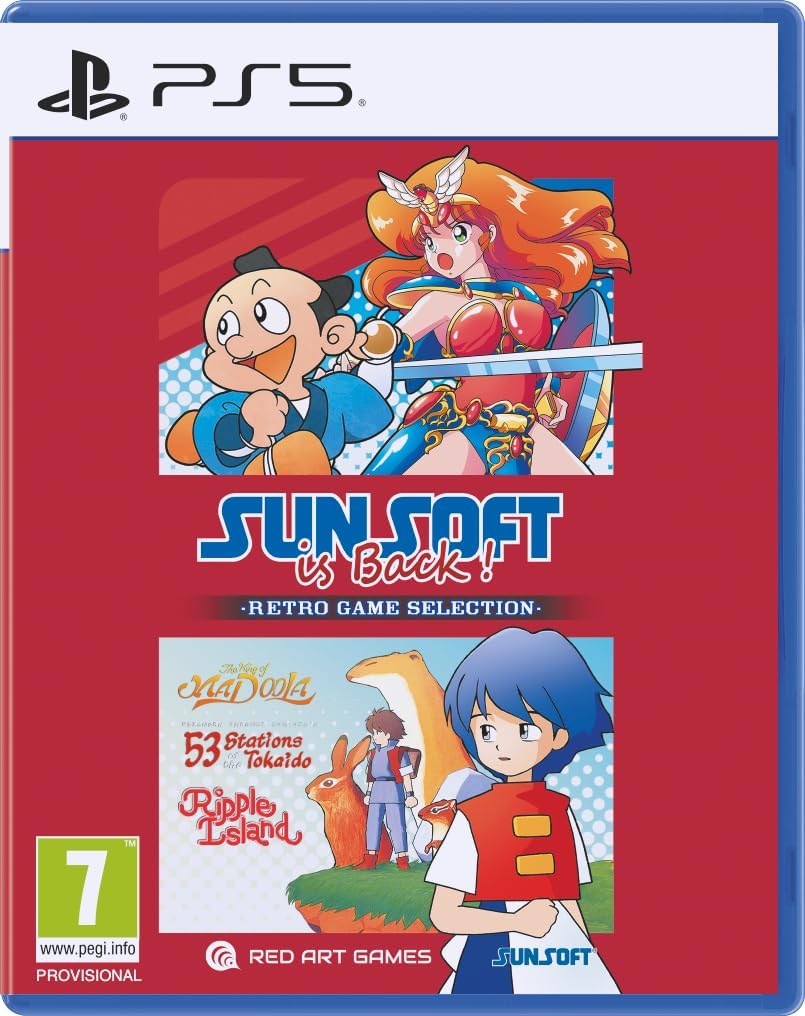 PS5
SUNSOFT
is Back!
·RETRO GAME SELECTION·
The King of
MADOOLA
53 Stations
of the Tokaido
Ripple
Island
7
www.pegi.info
PROVISIONAL
RED ART GAMES
SUNSOFT